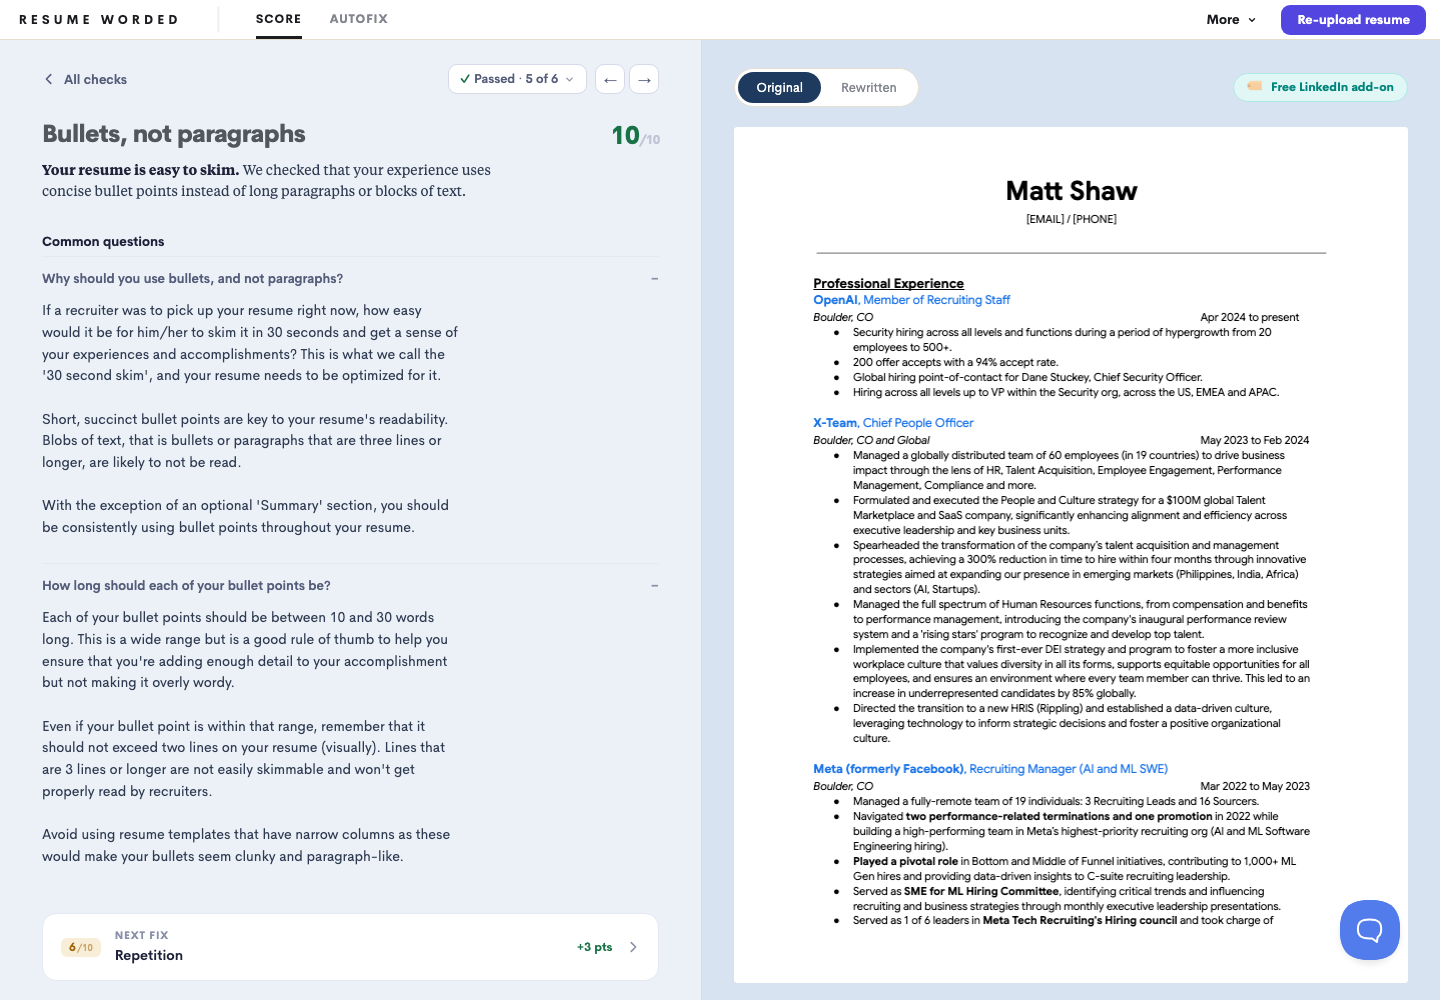 RESUME WORDED
SCORE
AUTOFIX
More
Re-upload resume
All checks
Passed · 5 of 6
←
→
Bullets, not paragraphs
10/10
Your resume is easy to skim. We checked that your experience uses
concise bullet points instead of long paragraphs or blocks of text.
Common questions
Why should you use bullets, and not paragraphs?
–
If a recruiter was to pick up your resume right now, how easy
would it be for him/her to skim it in 30 seconds and get a sense of
your experiences and accomplishments? This is what we call the
'30 second skim', and your resume needs to be optimized for it.
Short, succinct bullet points are key to your resume's readability.
Blobs of text, that is bullets or paragraphs that are three lines or
longer, are likely to not be read.
With the exception of an optional 'Summary' section, you should
be consistently using bullet points throughout your resume.
How long should each of your bullet points be?
–
Each of your bullet points should be between 10 and 30 words
long. This is a wide range but is a good rule of thumb to help you
ensure that you're adding enough detail to your accomplishment
but not making it overly wordy.
Even if your bullet point is within that range, remember that it
should not exceed two lines on your resume (visually). Lines that
are 3 lines or longer are not easily skimmable and won't get
properly read by recruiters.
Avoid using resume templates that have narrow columns as these
would make your bullets seem clunky and paragraph-like.
6/10
NEXT FIX
Repetition
+3 pts
Original
Rewritten
Free LinkedIn add-on
Matt Shaw
[EMAIL] / [PHONE]
Professional Experience
OpenAI, Member of Recruiting Staff
Boulder, CO Apr 2024 to present
● Security hiring across all levels and functions during a period of hypergrowth from 20
employees to 500+.
● 200 offer accepts with a 94% accept rate.
● Global hiring point-of-contact for Dane Stuckey, Chief Security Officer.
● Hiring across all levels up to VP within the Security org, across the US, EMEA and APAC.
X-Team, Chief People Officer
Boulder, CO and Global May 2023 to Feb 2024
● Managed a globally distributed team of 60 employees (in 19 countries) to drive business
impact through the lens of HR, Talent Acquisition, Employee Engagement, Performance
Management, Compliance and more.
● Formulated and executed the People and Culture strategy for a $100M global Talent
Marketplace and SaaS company, significantly enhancing alignment and efficiency across
executive leadership and key business units.
● Spearheaded the transformation of the company's talent acquisition and management
processes, achieving a 300% reduction in time to hire within four months through innovative
strategies aimed at expanding our presence in emerging markets (Philippines, India, Africa)
and sectors (AI, Startups).
● Managed the full spectrum of Human Resources functions, from compensation and benefits
to performance management, introducing the company's inaugural performance review
system and a 'rising stars' program to recognize and develop top talent.
● Implemented the company's first-ever DEI strategy and program to foster a more inclusive
workplace culture that values diversity in all its forms, supports equitable opportunities for all
employees, and ensures an environment where every team member can thrive. This led to an
increase in underrepresented candidates by 85% globally.
● Directed the transition to a new HRIS (Rippling) and established a data-driven culture,
leveraging technology to inform strategic decisions and foster a positive organizational
culture.
Meta (formerly Facebook), Recruiting Manager (AI and ML SWE)
Boulder, CO Mar 2022 to May 2023
● Managed a fully-remote team of 19 individuals: 3 Recruiting Leads and 16 Sourcers.
● Navigated two performance-related terminations and one promotion in 2022 while
building a high-performing team in Meta's highest-priority recruiting org (AI and ML Software
Engineering hiring).
● Played a pivotal role in Bottom and Middle of Funnel initiatives, contributing to 1,000+ ML
Gen hires and providing data-driven insights to C-suite recruiting leadership.
● Served as SME for ML Hiring Committee, identifying critical trends and influencing
recruiting and business strategies through monthly executive leadership presentations.
● Served as 1 of 6 leaders in Meta Tech Recruiting's Hiring council and took charge of